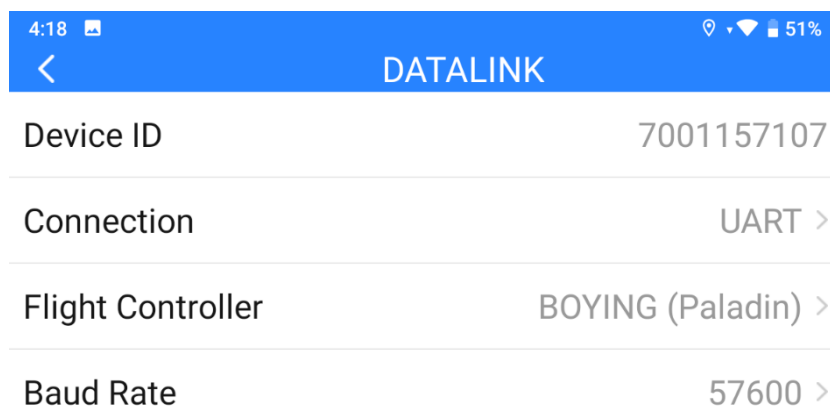 4:18 51%
DATALINK
Device ID 7001157107
Connection UART
Flight Controller BOYING (Paladin)
Baud Rate 57600